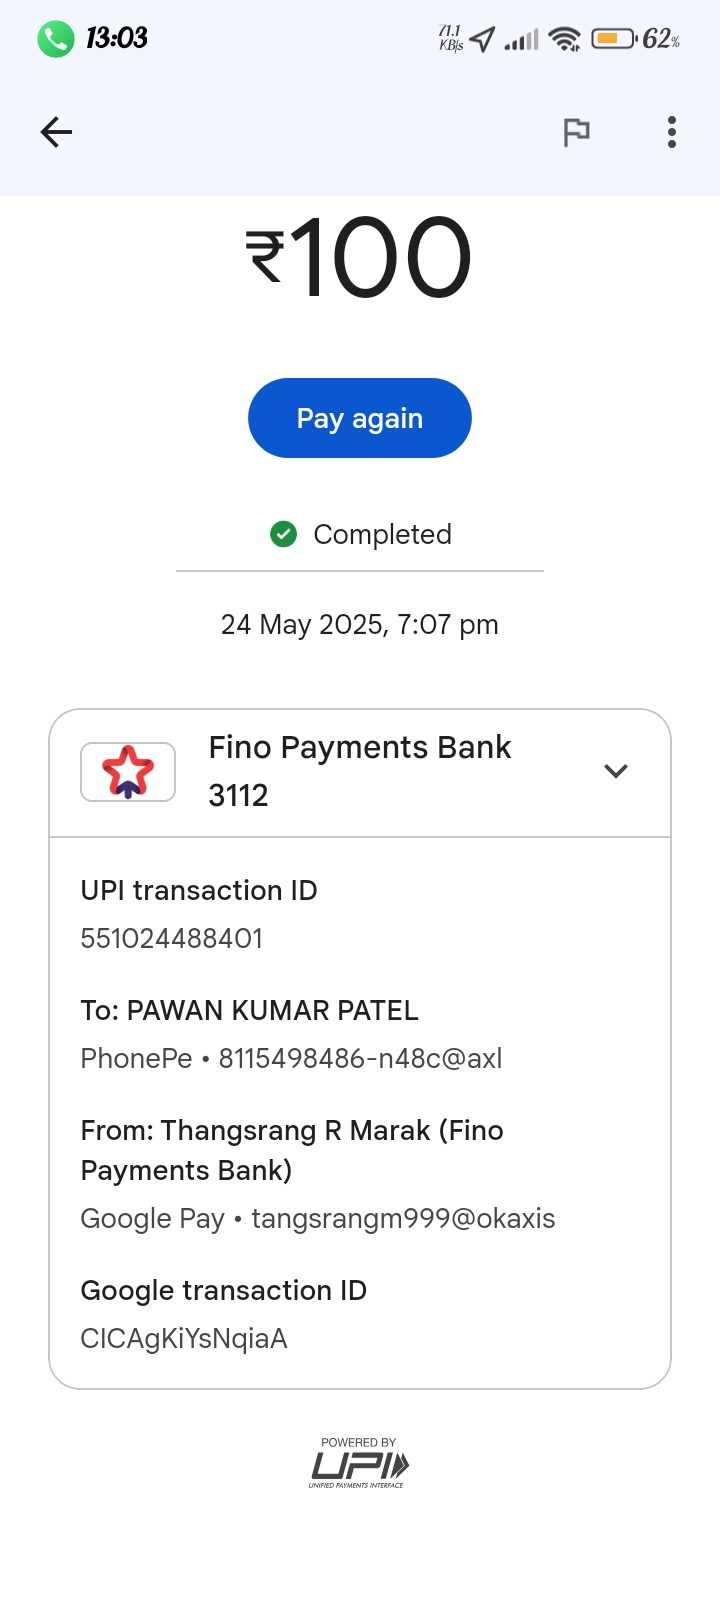 13:03
71.1
KB/s
62%
₹100
Pay again
Completed
24 May 2025, 7:07 pm
Fino Payments Bank
3112
UPI transaction ID
551024488401
To: PAWAN KUMAR PATEL
PhonePe • 8115498486-n48c@axl
From: Thangsrang R Marak (Fino
Payments Bank)
Google Pay • tangsrangm999@okaxis
Google transaction ID
CICAgKiYsNqiaA
POWERED BY
UPI
UNIFIED PAYMENTS INTERFACE